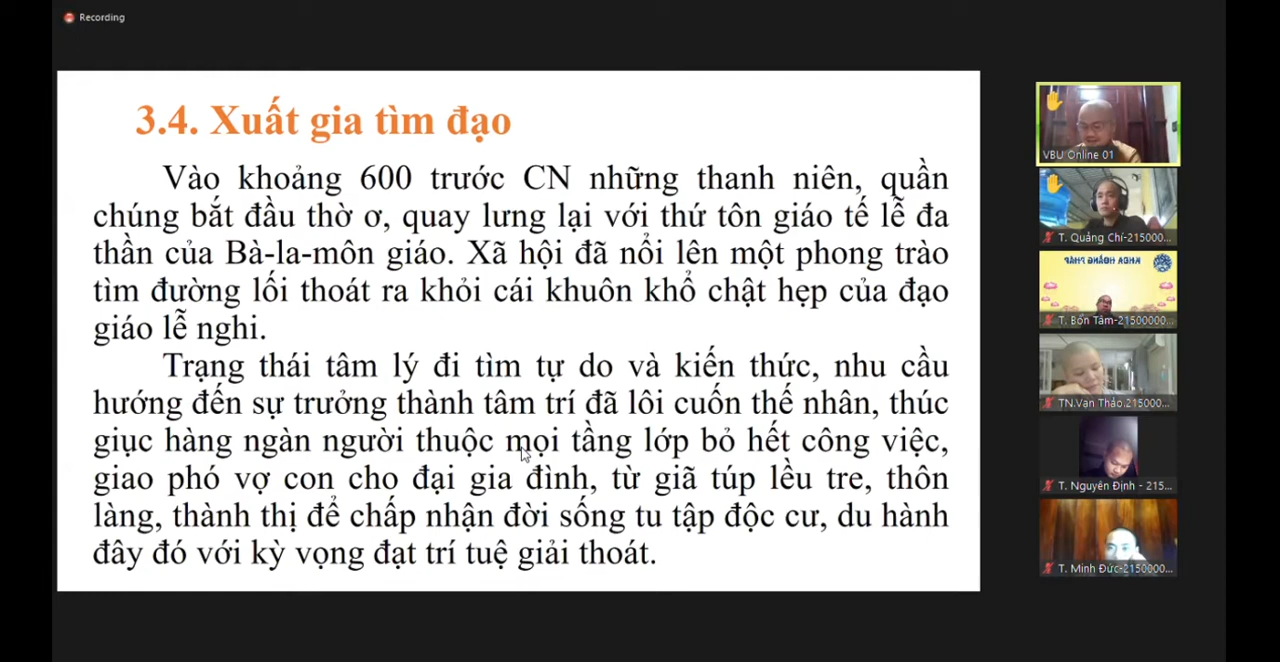 Recording
3.4. Xuất gia tìm đạo
Vào khoảng 600 trước CN những thanh niên, quần
chúng bắt đầu thờ ơ, quay lưng lại với thứ tôn giáo tế lễ đa
thần của Bà-la-môn giáo. Xã hội đã nổi lên một phong trào
tìm đường lối thoát ra khỏi cái khuôn khổ chật hẹp của đạo
giáo lễ nghi.
Trạng thái tâm lý đi tìm tự do và kiến thức, nhu cầu
hướng đến sự trưởng thành tâm trí đã lôi cuốn thế nhân, thúc
giục hàng ngàn người thuộc mọi tầng lớp bỏ hết công việc,
giao phó vợ con cho đại gia đình, từ giã túp lều tre, thôn
làng, thành thị để chấp nhận đời sống tu tập độc cư, du hành
đây đó với kỳ vọng đạt trí tuệ giải thoát.
VBU Online 01
T. Quảng Chí-215000...
KHOA HOẰNG PHÁP
T. Bổn Tâm-21500000...
TN.Vạn Thảo.215000...
T. Nguyên Định - 215...
T. Minh Đức-2150000...